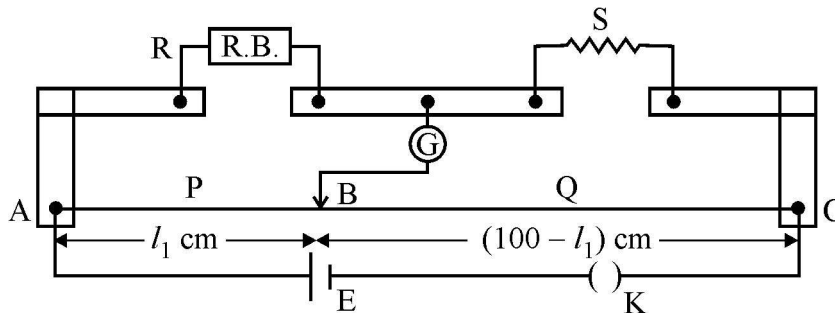 S
R R.B.
G
P B Q
A C
l₁ cm (100 – l₁) cm
E K